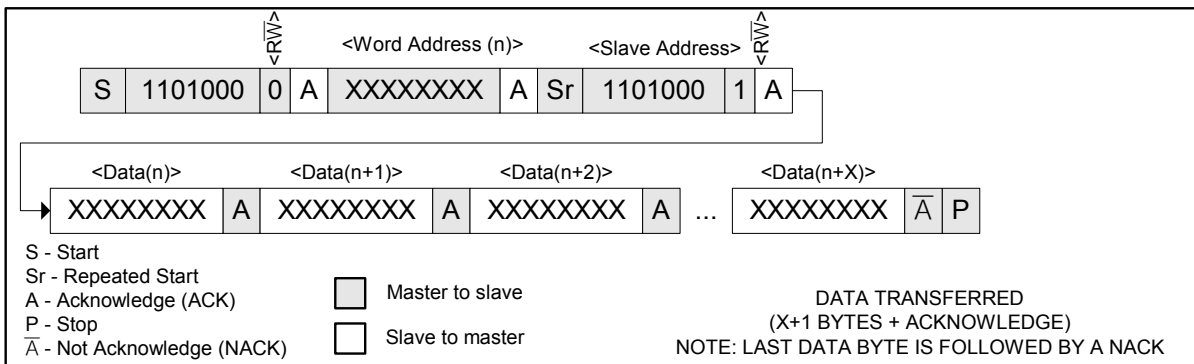 <RW̅> <RW̅>
<Word Address (n)> <Slave Address>
S 1101000 0 A XXXXXXXX A Sr 1101000 1 A
<Data(n)> <Data(n+1)> <Data(n+2)> <Data(n+X)>
XXXXXXXX A XXXXXXXX A XXXXXXXX A ... XXXXXXXX A̅ P
S - Start
Sr - Repeated Start
A - Acknowledge (ACK)
P - Stop
A̅ - Not Acknowledge (NACK)
Master to slave
Slave to master
DATA TRANSFERRED
(X+1 BYTES + ACKNOWLEDGE)
NOTE: LAST DATA BYTE IS FOLLOWED BY A NACK